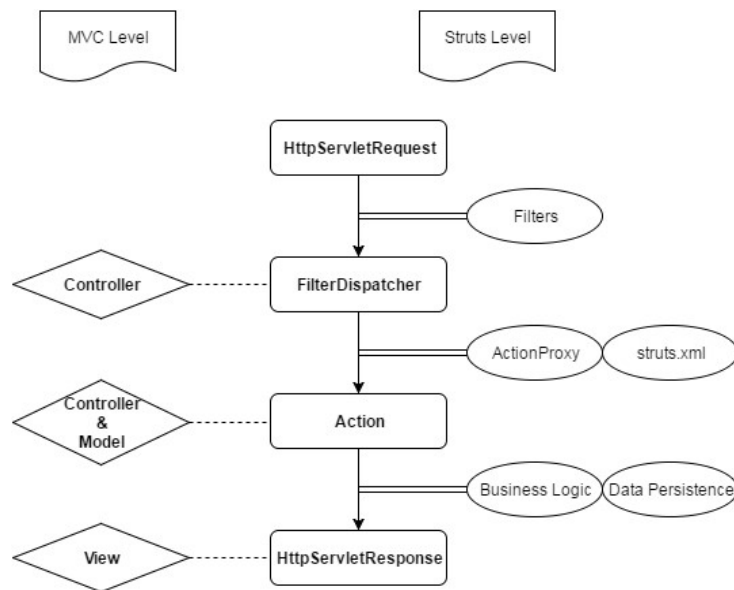 MVC Level
Struts Level
HttpServletRequest
Filters
Controller
FilterDispatcher
ActionProxy
struts.xml
Controller
&
Model
Action
Business Logic
Data Persistence
View
HttpServletResponse